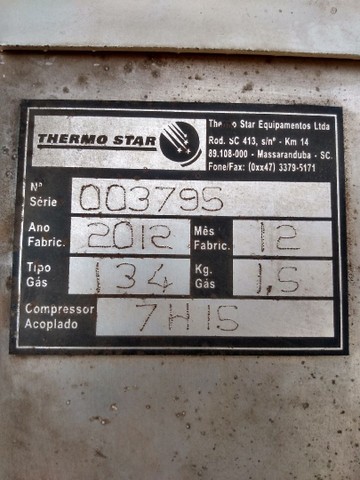 THERMO STAR
Thermo Star Equipamentos Ltda
Rod. SC 413, s/nº - Km 14
89.108-000 - Massaranduba - SC.
Fone/Fax: (0xx47) 3379-5171
Nº Série 003795
Ano Fabric. 2012 Mês Fabric. 12
Tipo Gás 134 Kg. Gás 1,5
Compressor Acoplado 7H15